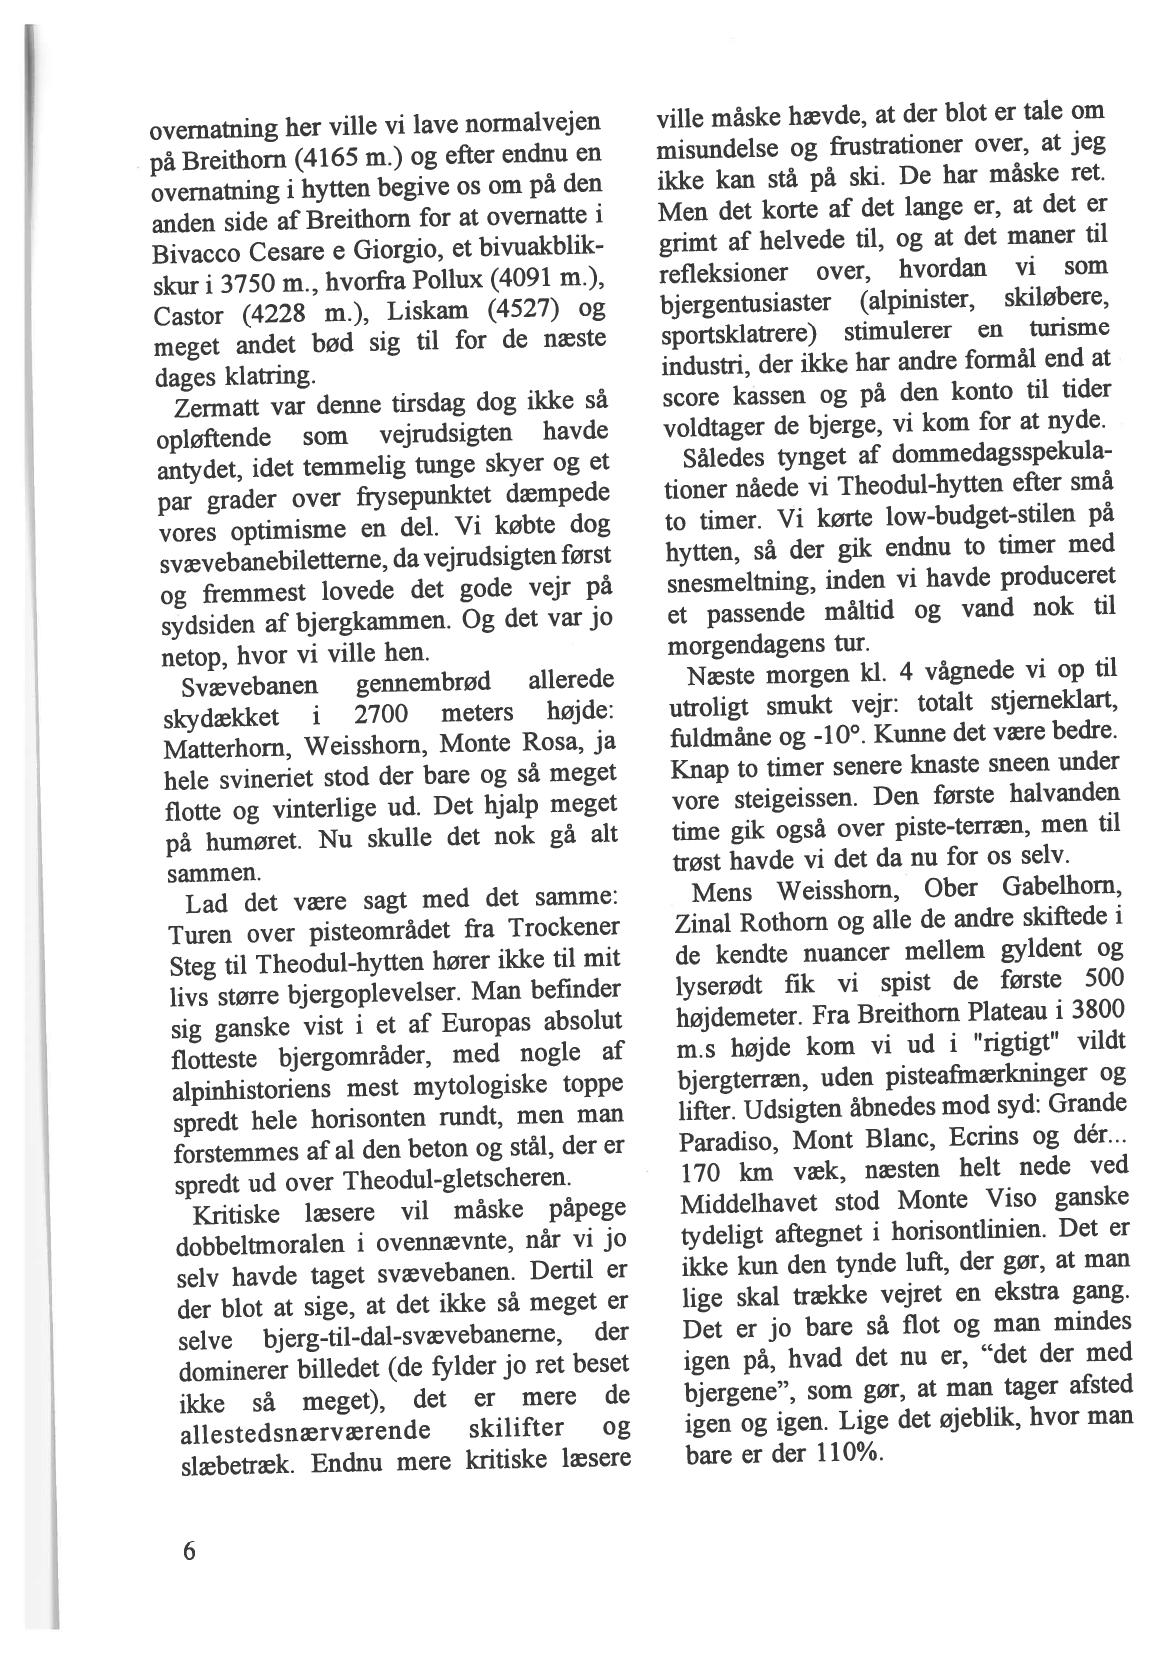 overnatning her ville vi lave normalvejen
på Breithorn (4165 m.) og efter endnu en
overnatning i hytten begive os om på den
anden side af Breithorn for at overnatte i
Bivacco Cesare e Giorgio, et bivuakblik-
skur i 3750 m., hvorfra Pollux (4091 m.),
Castor (4228 m.), Liskam (4527) og
meget andet bød sig til for de næste
dages klatring.
Zermatt var denne tirsdag dog ikke så
opløftende som vejrudsigten havde
antydet, idet temmelig tunge skyer og et
par grader over frysepunktet dæmpede
vores optimisme en del. Vi købte dog
svævebanebiletterne, da vejrudsigten først
og fremmest lovede det gode vejr på
sydsiden af bjergkammen. Og det var jo
netop, hvor vi ville hen.
Svævebanen gennembrød allerede
skydækket i 2700 meters højde:
Matterhorn, Weisshorn, Monte Rosa, ja
hele svineriet stod der bare og så meget
flotte og vinterlige ud. Det hjalp meget
på humøret. Nu skulle det nok gå alt
sammen.
Lad det være sagt med det samme:
Turen over pisteområdet fra Trockener
Steg til Theodul-hytten hører ikke til mit
livs større bjergoplevelser. Man befinder
sig ganske vist i et af Europas absolut
flotteste bjergområder, med nogle af
alpinhistoriens mest mytologiske toppe
spredt hele horisonten rundt, men man
forstemmes af al den beton og stål, der er
spredt ud over Theodul-gletscheren.
Kritiske læsere vil måske påpege
dobbeltmoralen i ovennævnte, når vi jo
selv havde taget svævebanen. Dertil er
der blot at sige, at det ikke så meget er
selve bjerg-til-dal-svævebanerne, der
dominerer billedet (de fylder jo ret beset
ikke så meget), det er mere de
allestedsnærværende skilifter og
slæbetræk. Endnu mere kritiske læsere
ville måske hævde, at der blot er tale om
misundelse og frustrationer over, at jeg
ikke kan stå på ski. De har måske ret.
Men det korte af det lange er, at det er
grimt af helvede til, og at det maner til
refleksioner over, hvordan vi som
bjergentusiaster (alpinister, skiløbere,
sportsklatrere) stimulerer en turisme
industri, der ikke har andre formål end at
score kassen og på den konto til tider
voldtager de bjerge, vi kom for at nyde.
Således tynget af dommedagsspekula-
tioner nåede vi Theodul-hytten efter små
to timer. Vi kørte low-budget-stilen på
hytten, så der gik endnu to timer med
snesmeltning, inden vi havde produceret
et passende måltid og vand nok til
morgendagens tur.
Næste morgen kl. 4 vågnede vi op til
utroligt smukt vejr: totalt stjerneklart,
fuldmåne og -10°. Kunne det være bedre.
Knap to timer senere knaste sneen under
vore steigeissen. Den første halvanden
time gik også over piste-terræn, men til
trøst havde vi det da nu for os selv.
Mens Weisshorn, Ober Gabelhorn,
Zinal Rothorn og alle de andre skiftede i
de kendte nuancer mellem gyldent og
lyserødt fik vi spist de første 500
højdemeter. Fra Breithorn Plateau i 3800
m.s højde kom vi ud i "rigtigt" vildt
bjergterræn, uden pisteafmærkninger og
lifter. Udsigten åbnedes mod syd: Grande
Paradiso, Mont Blanc, Ecrins og dér...
170 km væk, næsten helt nede ved
Middelhavet stod Monte Viso ganske
tydeligt aftegnet i horisontlinien. Det er
ikke kun den tynde luft, der gør, at man
lige skal trække vejret en ekstra gang.
Det er jo bare så flot og man mindes
igen på, hvad det nu er, “det der med
bjergene”, som gør, at man tager afsted
igen og igen. Lige det øjeblik, hvor man
bare er der 110%.
6